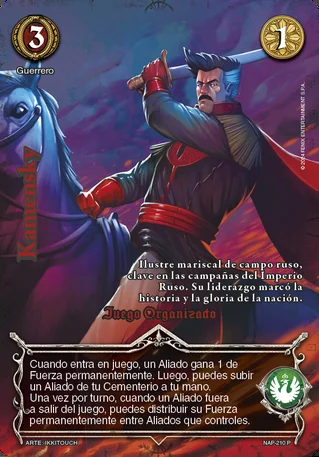 3
1
Guerrero
© 2024 FENIX ENTERTAINMENT S.P.A.
Kamensky
Ilustre mariscal de campo ruso,
clave en las campañas del Imperio
Ruso. Su liderazgo marcó la
historia y la gloria de la nación.
Juego Organizado
Cuando entra en juego, un Aliado gana 1 de
Fuerza permanentemente. Luego, puedes subir
un Aliado de tu Cementerio a tu mano.
Una vez por turno, cuando un Aliado fuera
a salir del juego, puedes distribuir su Fuerza
permanentemente entre Aliados que controles.
ARTE: IKKITOUCH
NAP-210 P